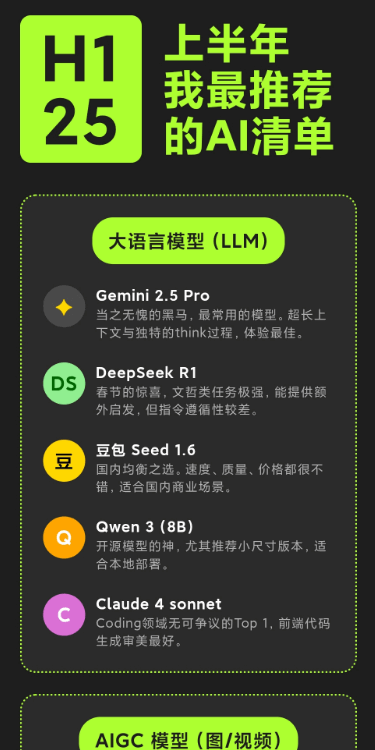 H1
25
上半年
我最推荐
的AI清单
大语言模型（LLM）
Gemini 2.5 Pro
当之无愧的黑马，最常用的模型。超长上
下文与独特的think过程，体验最佳。
DS
DeepSeek R1
春节的惊喜，文哲类任务极强，能提供额
外启发，但指令遵循性较差。
豆
豆包 Seed 1.6
国内均衡之选。速度、质量、价格都很不
错，适合国内商业场景。
Q
Qwen 3 (8B)
开源模型的神，尤其推荐小尺寸版本，适
合本地部署。
C
Claude 4 sonnet
Coding领域无可争议的Top 1，前端代码
生成审美最好。
AIGC 模型（图/视频）